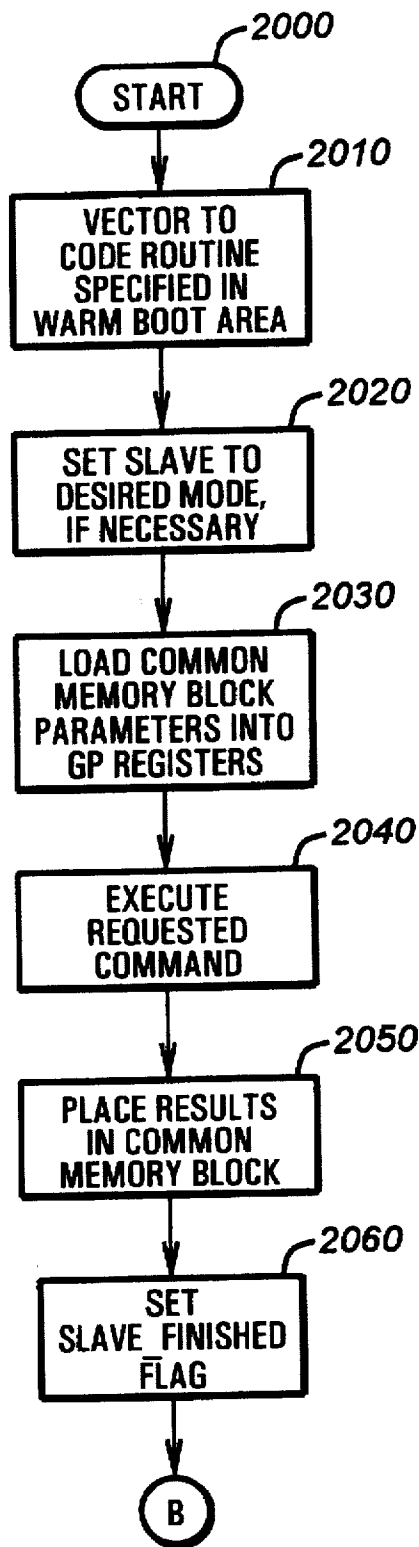 2000
START
2010
VECTOR TO
CODE ROUTINE
SPECIFIED IN
WARM BOOT AREA
2020
SET SLAVE TO
DESIRED MODE,
IF NECESSARY
2030
LOAD COMMON
MEMORY BLOCK
PARAMETERS INTO
GP REGISTERS
2040
EXECUTE
REQUESTED
COMMAND
2050
PLACE RESULTS
IN COMMON
MEMORY BLOCK
2060
SET
SLAVE_FINISHED
FLAG
B